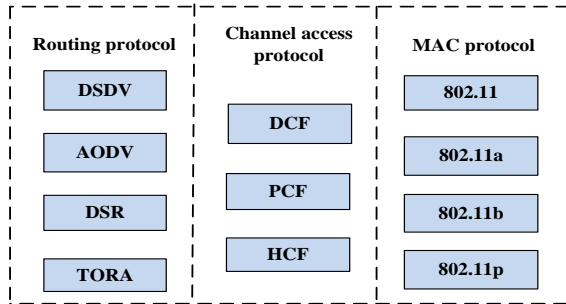 Routing protocol
DSDV
AODV
DSR
TORA
Channel access
protocol
DCF
PCF
HCF
MAC protocol
802.11
802.11a
802.11b
802.11p